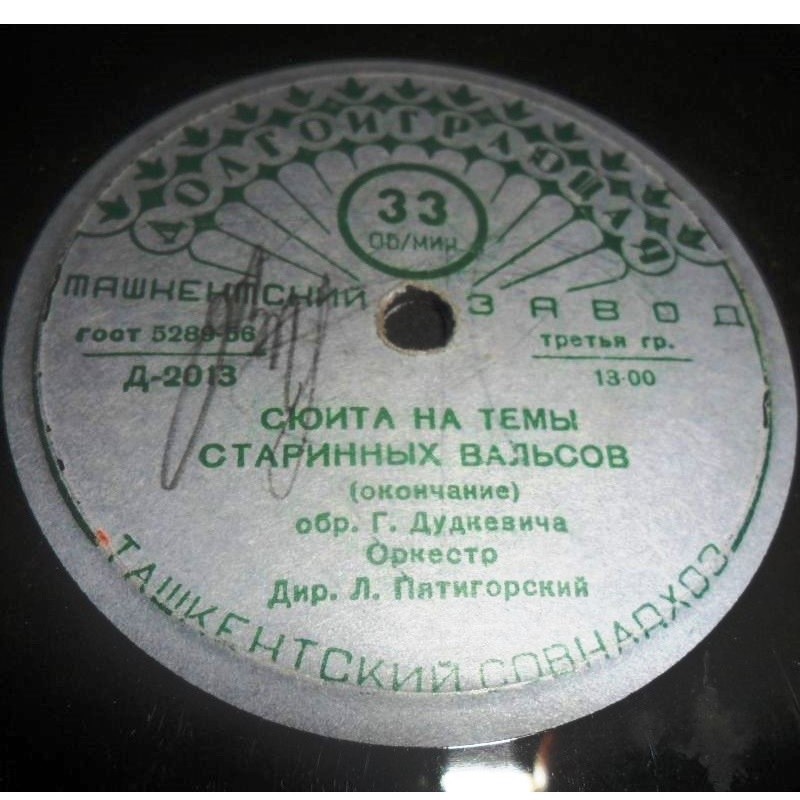 ДОЛГОИГРАЮЩАЯ
33
ОБ/МИН
ТАШКЕНТСКИЙ ЗАВОД
ГОСТ 5289-56
третья гр.
Д-2013
13-00
СЮИТА НА ТЕМЫ
СТАРИННЫХ ВАЛЬСОВ
(окончание)
обр. Г. Дудкевича
Оркестр
Дир. Л. Пятигорский
ТАШКЕНТСКИЙ СОВНАРХОЗ